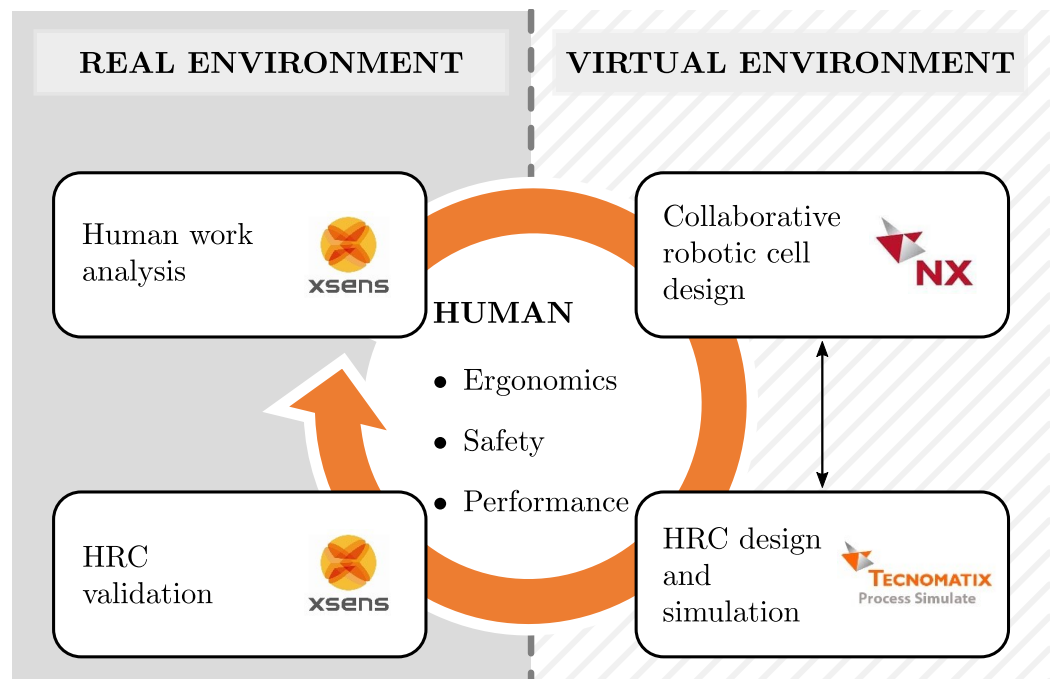 REAL ENVIRONMENT
VIRTUAL ENVIRONMENT
Human work
analysis
xsens
Collaborative
robotic cell
design
NX
HUMAN
• Ergonomics
• Safety
• Performance
HRC
validation
xsens
HRC design
and
simulation
TECNOMATIX
Process Simulate